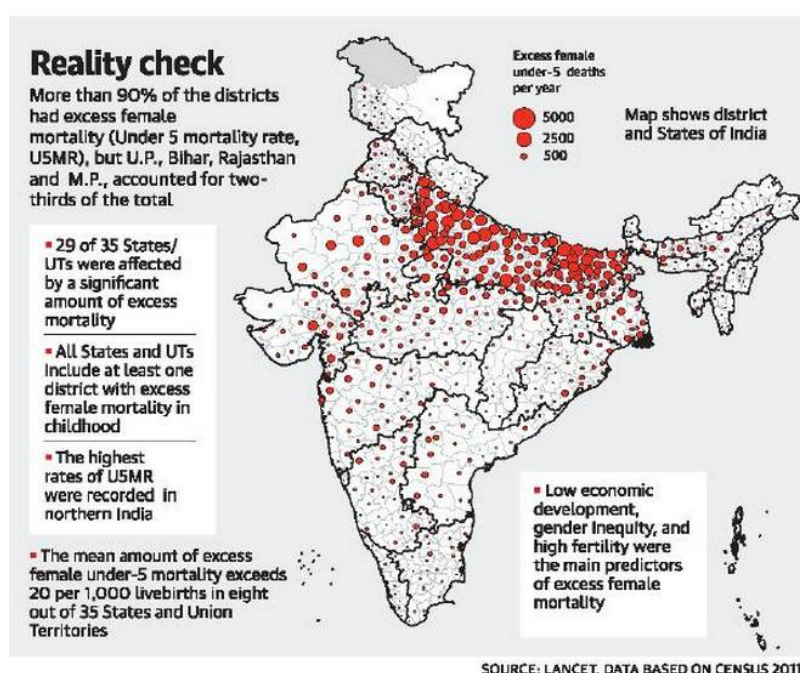 Reality check
More than 90% of the districts
had excess female
mortality (Under 5 mortality rate,
U5MR), but U.P., Bihar, Rajasthan
and M.P., accounted for two-
thirds of the total
Excess female
under-5 deaths
per year
5000
2500
500
Map shows district
and States of India
29 of 35 States/
UTs were affected
by a significant
amount of excess
mortality
All States and UTs
include at least one
district with excess
female mortality in
childhood
The highest
rates of U5MR
were recorded in
northern India
The mean amount of excess
female under-5 mortality exceeds
20 per 1,000 livebirths in eight
out of 35 States and Union
Territories
Low economic
development,
gender inequity, and
high fertility were
the main predictors
of excess female
mortality
SOURCE: LANCET, DATA BASED ON CENSUS 2011